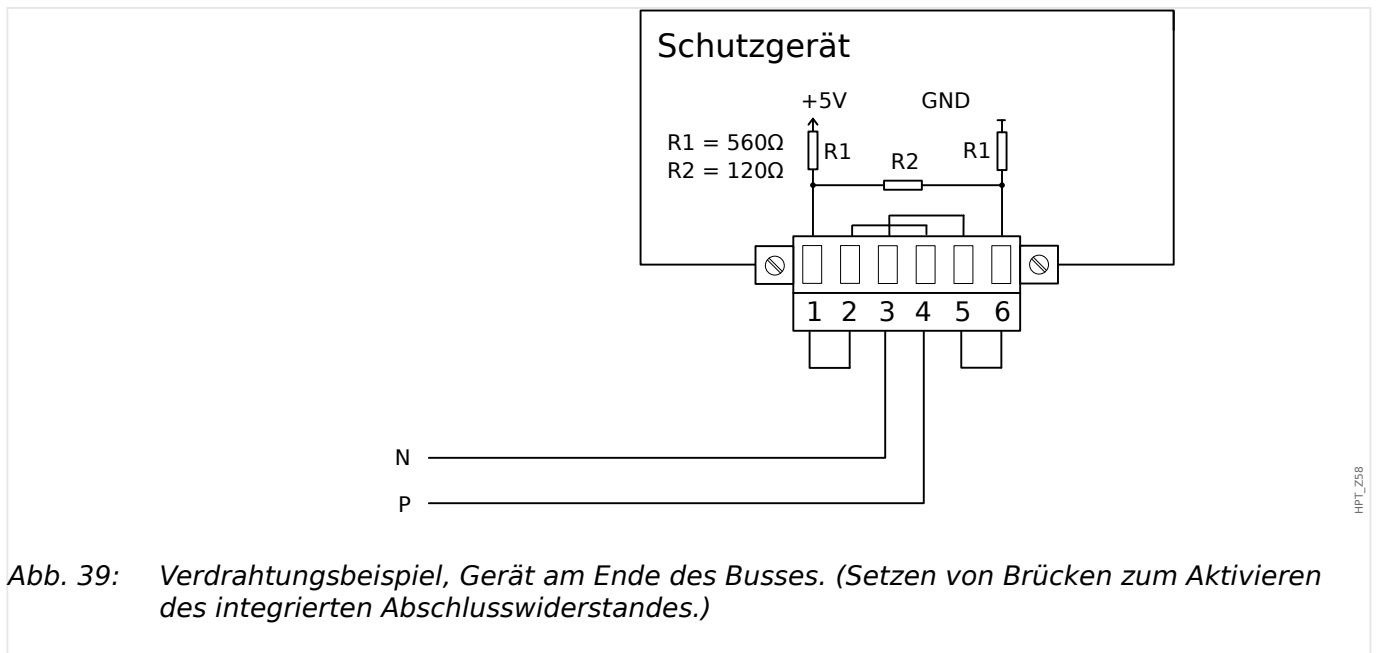 Schutzgerät
+5V GND
R1 = 560Ω
R2 = 120Ω
R1
R2
R1
1 2 3 4 5 6
N
P
HPT_Z58
Abb. 39: Verdrahtungsbeispiel, Gerät am Ende des Busses. (Setzen von Brücken zum Aktivieren
des integrierten Abschlusswiderstandes.)